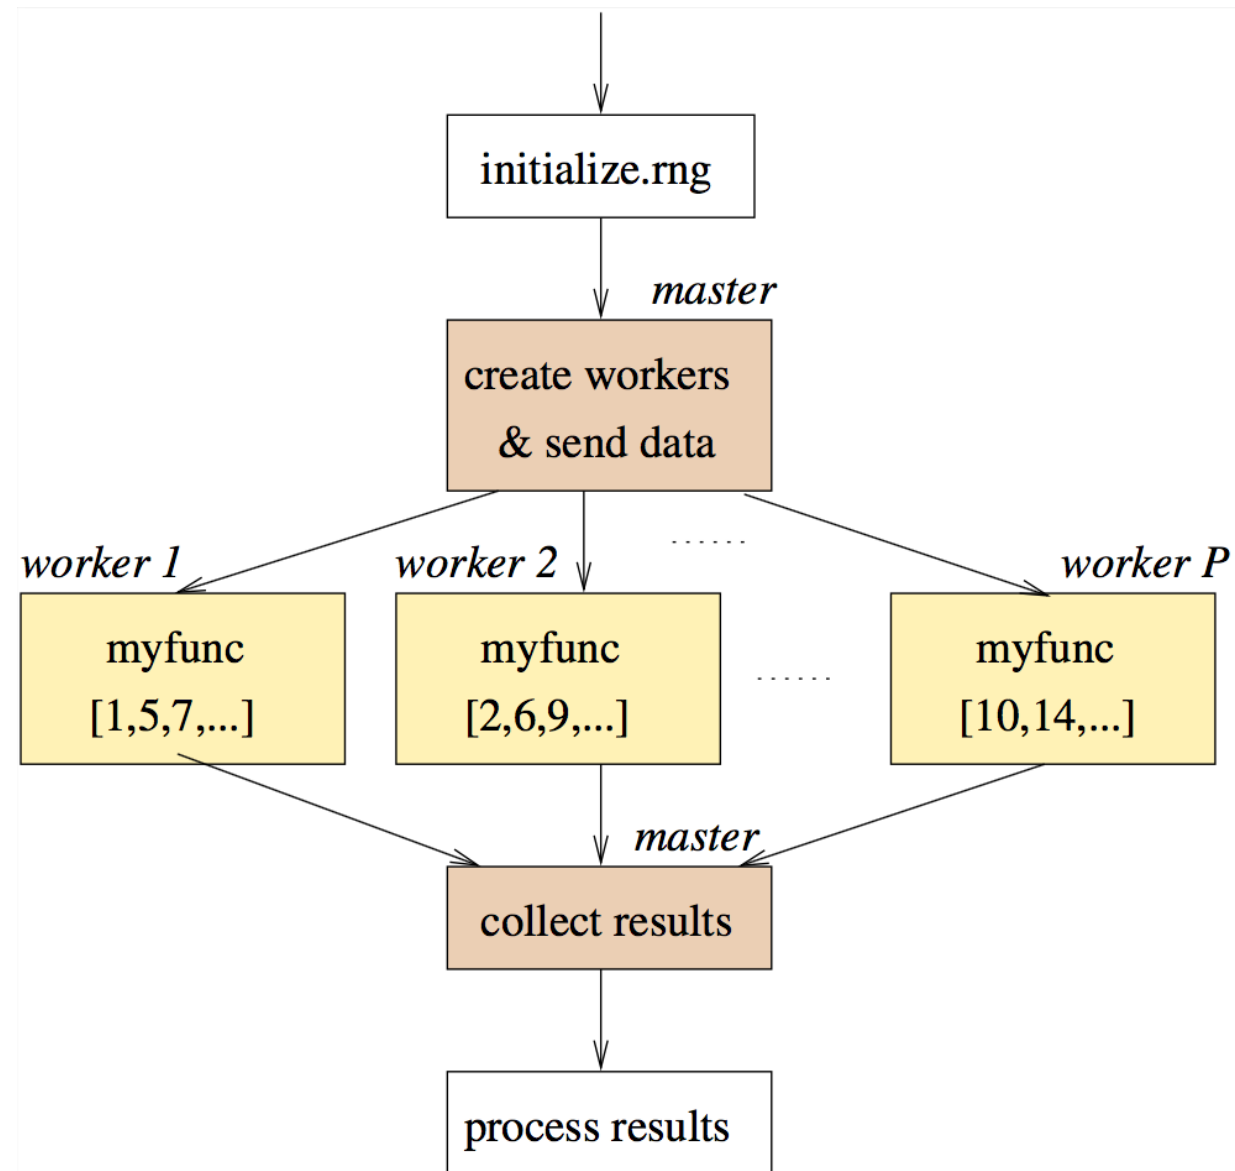 initialize.rng
master
create workers
& send data
......
worker 1
worker 2
worker P
myfunc
[1,5,7,...]
myfunc
[2,6,9,...]
......
myfunc
[10,14,...]
master
collect results
process results